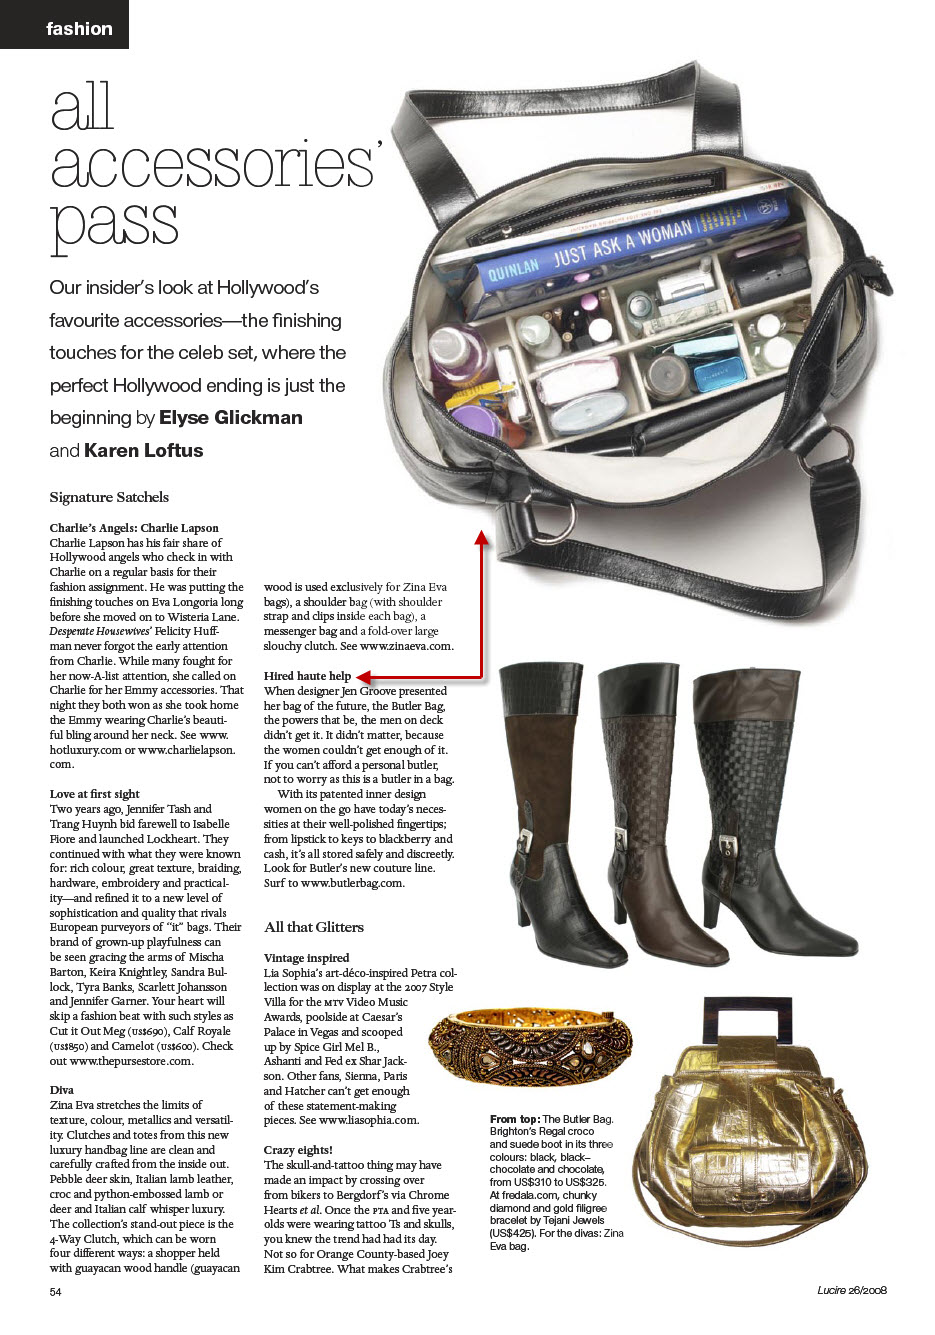 fashion
all
accessories’
pass
Our insider’s look at Hollywood’s
favourite accessories—the finishing
touches for the celeb set, where the
perfect Hollywood ending is just the
beginning by Elyse Glickman
and Karen Loftus
QUINLAN JUST ASK A WOMAN
Signature Satchels
Charlie’s Angels: Charlie Lapson
Charlie Lapson has his fair share of
Hollywood angels who check in with
Charlie on a regular basis for their
fashion assignment. He was putting the
finishing touches on Eva Longoria long
before she moved on to Wisteria Lane.
Desperate Housewives’ Felicity Huff-
man never forgot the early attention
from Charlie. While many fought for
her now-A-list attention, she called on
Charlie for her Emmy accessories. That
night they both won as she took home
the Emmy wearing Charlie’s beauti-
ful bling around her neck. See www.
hotluxury.com or www.charlielapson.
com.
Love at first sight
Two years ago, Jennifer Tash and
Trang Huynh bid farewell to Isabelle
Fiore and launched Lockheart. They
continued with what they were known
for: rich colour, great texture, braiding,
hardware, embroidery and practical-
ity—and refined it to a new level of
sophistication and quality that rivals
European purveyors of “it” bags. Their
brand of grown-up playfulness can
be seen gracing the arms of Mischa
Barton, Keira Knightley, Sandra Bul-
lock, Tyra Banks, Scarlett Johansson
and Jennifer Garner. Your heart will
skip a fashion beat with such styles as
Cut it Out Meg (US$690), Calf Royale
(US$850) and Camelot (US$600). Check
out www.thepursestore.com.
Diva
Zina Eva stretches the limits of
texture, colour, metallics and versatil-
ity. Clutches and totes from this new
luxury handbag line are clean and
carefully crafted from the inside out.
Pebble deer skin, Italian lamb leather,
croc and python-embossed lamb or
deer and Italian calf whisper luxury.
The collection’s stand-out piece is the
4-Way Clutch, which can be worn
four different ways: a shopper held
with guayacan wood handle (guayacan
wood is used exclusively for Zina Eva
bags), a shoulder bag (with shoulder
strap and clips inside each bag), a
messenger bag and a fold-over large
slouchy clutch. See www.zinaeva.com.
Hired haute help
When designer Jen Groove presented
her bag of the future, the Butler Bag,
the powers that be, the men on deck
didn’t get it. It didn’t matter, because
the women couldn’t get enough of it.
If you can’t afford a personal butler,
not to worry as this is a butler in a bag.
With its patented inner design
women on the go have today’s neces-
sities at their well-polished fingertips;
from lipstick to keys to blackberry and
cash, it’s all stored safely and discreetly.
Look for Butler’s new couture line.
Surf to www.butlerbag.com.
All that Glitters
Vintage inspired
Lia Sophia’s art-déco-inspired Petra col-
lection was on display at the 2007 Style
Villa for the MTV Video Music
Awards, poolside at Caesar’s
Palace in Vegas and scooped
up by Spice Girl Mel B.,
Ashanti and Fed ex Shar Jack-
son. Other fans, Sienna, Paris
and Hatcher can’t get enough
of these statement-making
pieces. See www.liasophia.com.
Crazy eights!
The skull-and-tattoo thing may have
made an impact by crossing over
from bikers to Bergdorf’s via Chrome
Hearts et al. Once the PTA and five year-
olds were wearing tattoo Ts and skulls,
you knew the trend had had its day.
Not so for Orange County-based Joey
Kim Crabtree. What makes Crabtree’s
From top: The Butler Bag.
Brighton’s Regal croco
and suede boot in its three
colours: black, black–
chocolate and chocolate,
from US$310 to US$325.
At fredala.com, chunky
diamond and gold filigree
bracelet by Tejani Jewels
(US$425). For the divas: Zina
Eva bag.
54
Lucire 26/2008